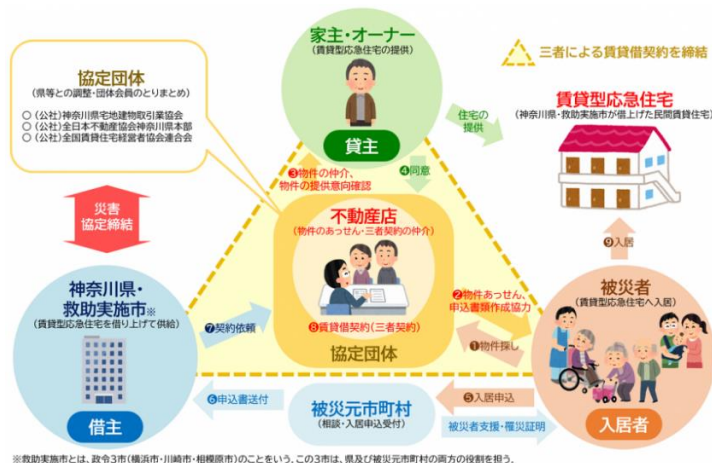 家主・オーナー
(賃貸型応急住宅の提供)
貸主
三者による賃貸借契約を締結
協定団体
(県等との調整・団体会員のとりまとめ)
○ (公社)神奈川県宅地建物取引業協会
○ (公社)全日本不動産協会神奈川県本部
○ (公社)全国賃貸住宅経営者協会連合会
住宅の
提供
賃貸型応急住宅
(神奈川県・救助実施市が借上げた民間賃貸住宅)
❸物件の仲介、
物件の提供意向確認
❹同意
災害
協定締結
不動産店
(物件のあっせん・三者契約の仲介)
❽賃貸借契約(三者契約)
協定団体
❾入居
神奈川県・
救助実施市※
(賃貸型応急住宅を借り上げて供給)
借主
❼契約依頼
❷物件あっせん、
申込書類作成協力
❶物件探し
被災者
(賃貸型応急住宅へ入居)
入居者
❻申込書送付
被災元市町村
(相談・入居申込受付)
❺入居申込
被災者支援・罹災証明
※救助実施市とは、政令3市(横浜市・川崎市・相模原市)のことをいう。この3市は、県及び被災元市町村の両方の役割を担う。